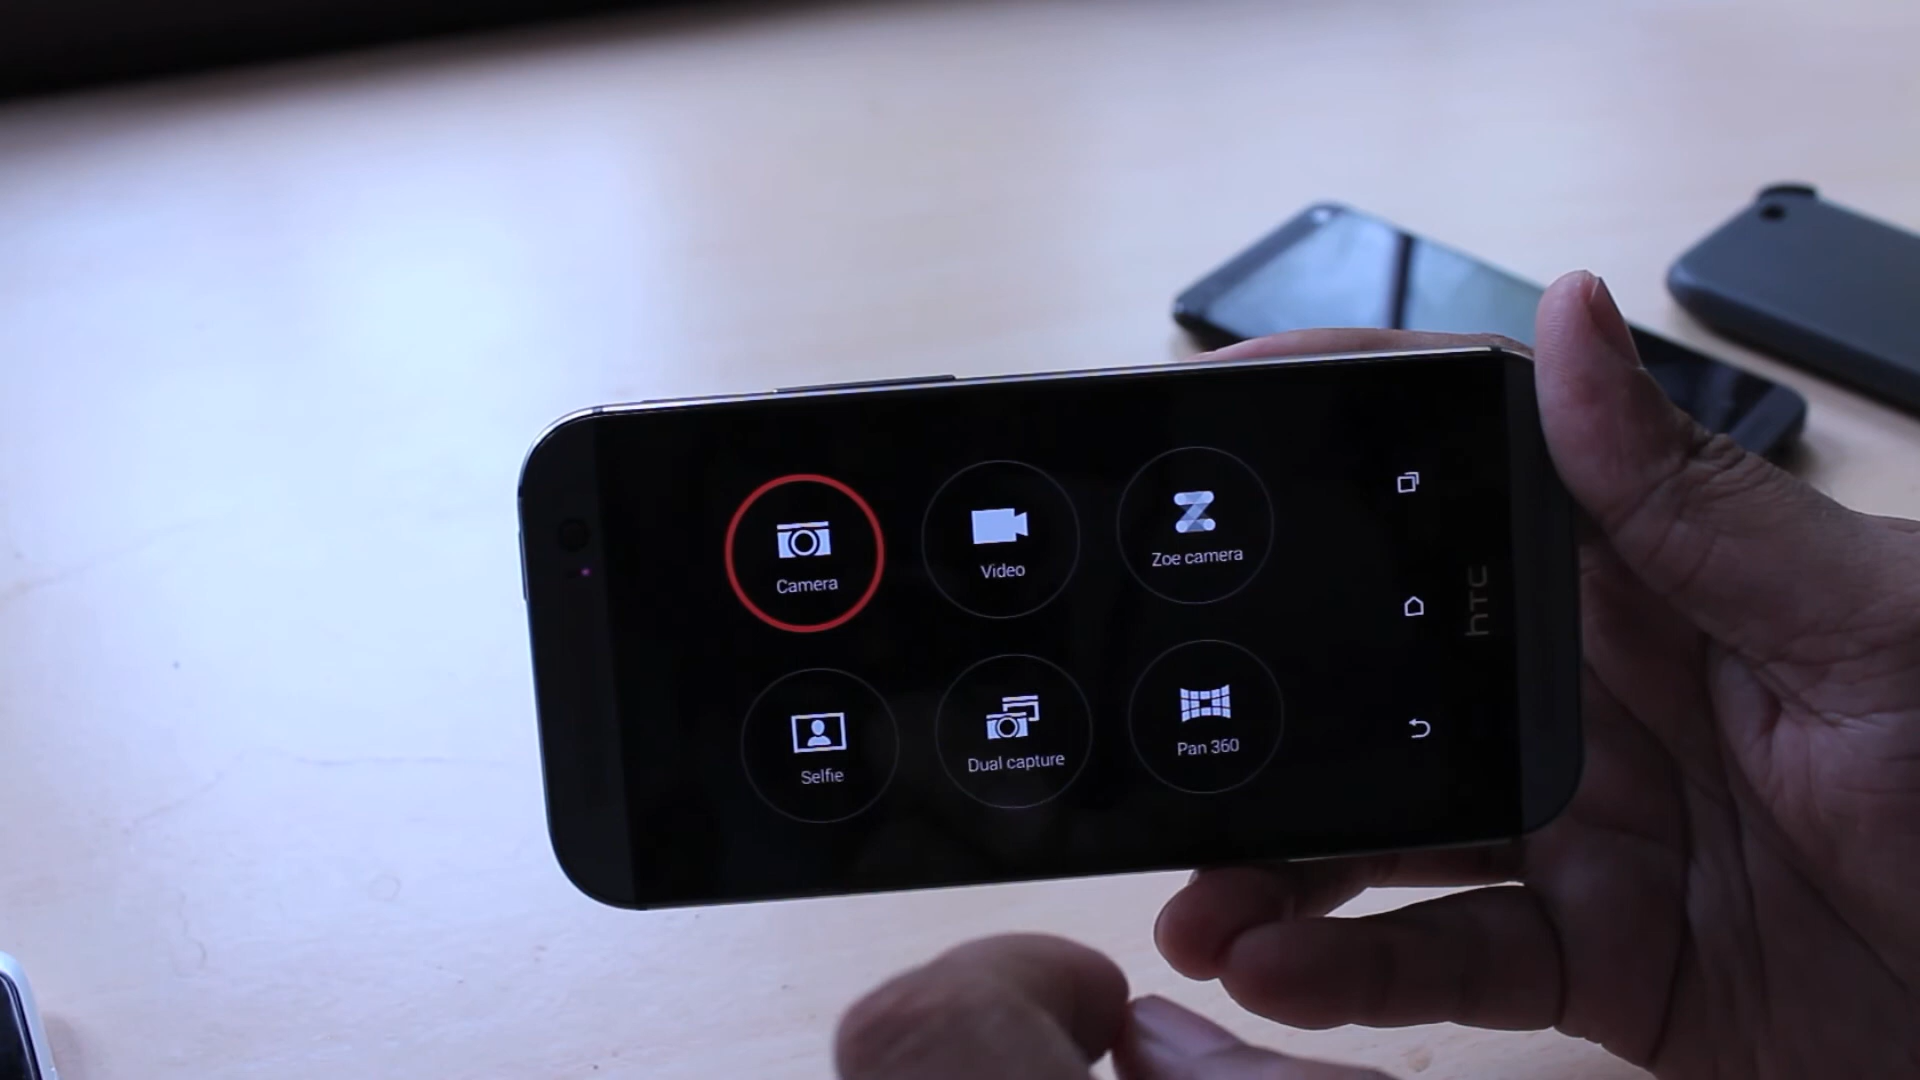 Camera
Video
Zoe camera
Selfie
Dual capture
Pan 360
hTC